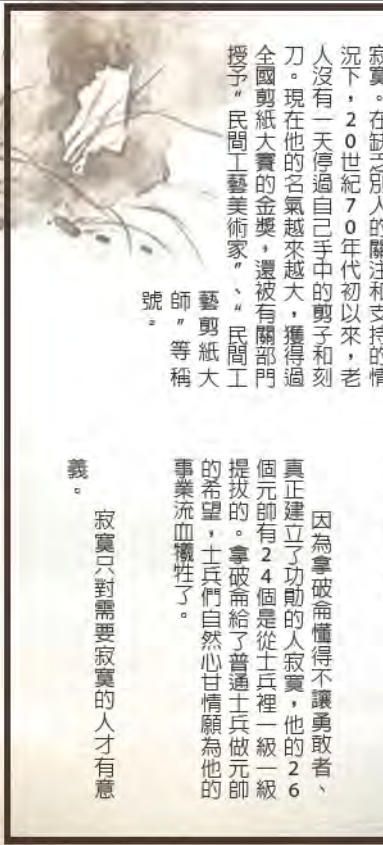 寂寞。在缺乏別人的關注和支持的情
況下，20世紀70年代初以來，老
人沒有一天停過自己手中的剪子和刻
刀。現在他的名氣越來越大，獲得過
全國剪紙大賽的金獎，還被有關部門
授予"民間工藝美術家"、"民間工
藝剪紙大
師"等稱
號。
因為拿破侖懂得不讓勇敢者、
真正建立了功勛的人寂寞，他的26
個元帥有24個是從士兵裡一級一級
提拔的。拿破侖給了普通士兵做元帥
的希望，士兵們自然心甘情願為他的
事業流血犧牲了。
寂寞只對需要寂寞的人才有意
義。